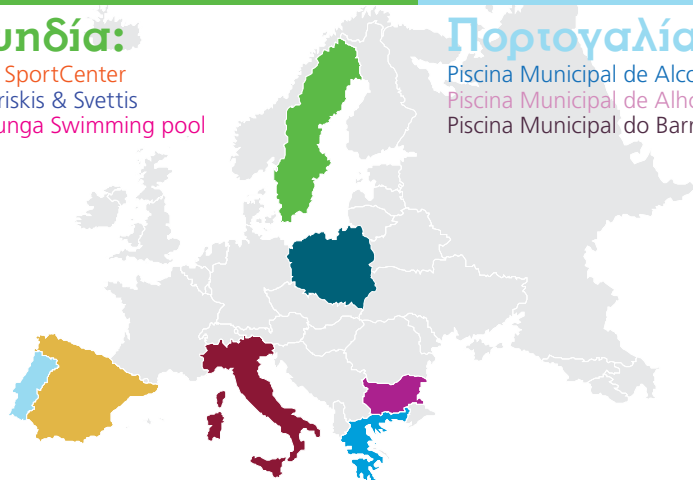 υηδία:
SportCenter
riskis & Svettis
unga Swimming pool
Πορτογαλία
Piscina Municipal de Alco
Piscina Municipal de Alho
Piscina Municipal do Barr